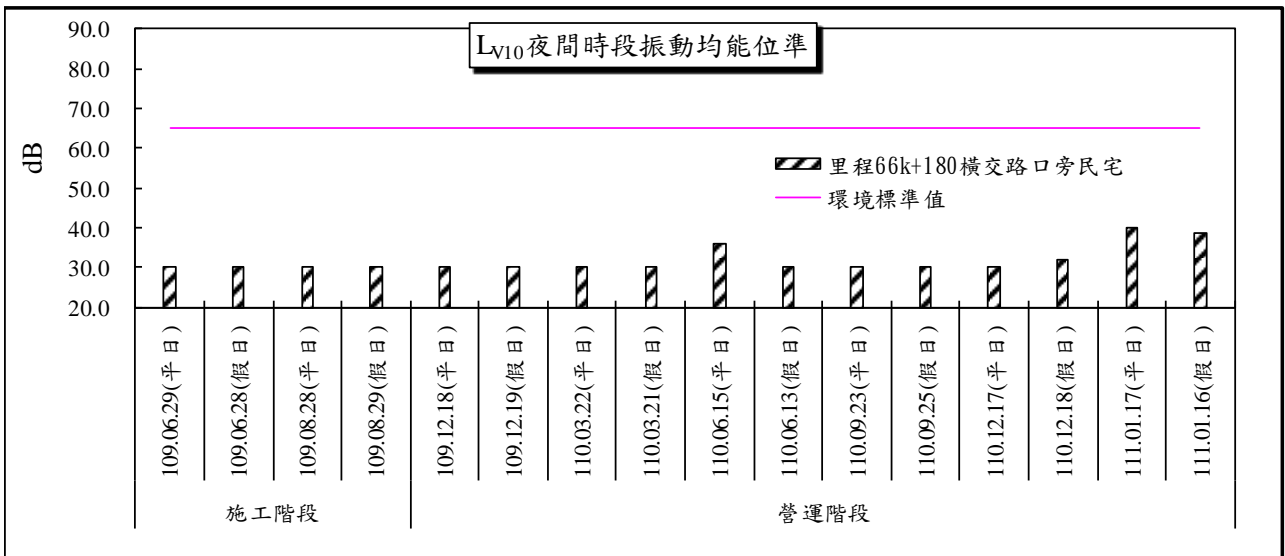 L_V10夜間時段振動均能位準
90.0
80.0
70.0
60.0
50.0
40.0
30.0
20.0
dB
里程66k+180橫交路口旁民宅
環境標準值
109.06.29(平日)
109.06.28(假日)
109.08.28(平日)
109.08.29(假日)
109.12.18(平日)
109.12.19(假日)
110.03.22(平日)
110.03.21(假日)
110.06.15(平日)
110.06.13(假日)
110.09.23(平日)
110.09.25(假日)
110.12.17(平日)
110.12.18(假日)
111.01.17(平日)
111.01.16(假日)
施工階段
營運階段